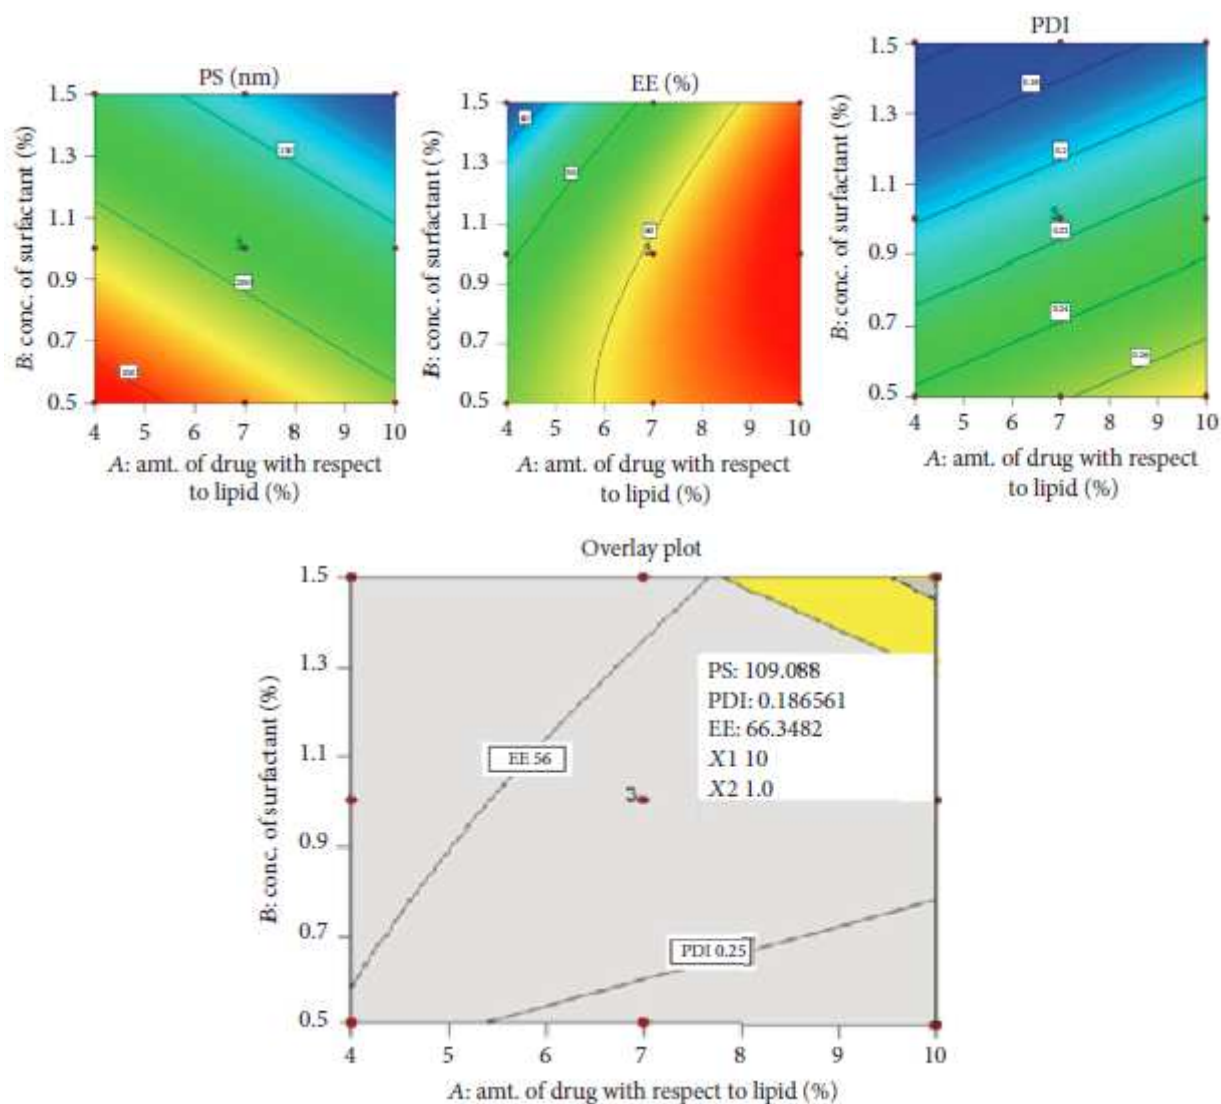 PS (nm)
B: conc. of surfactant (%)
1.5
1.3
1.1
0.9
0.7
0.5
4 5 6 7 8 9 10
A: amt. of drug with respect
to lipid (%)
EE (%)
B: conc. of surfactant (%)
1.5
1.3
1.1
0.9
0.7
0.5
4 5 6 7 8 9 10
A: amt. of drug with respect
to lipid (%)
PDI
B: conc. of surfactant (%)
1.5
1.3
1.1
0.9
0.7
0.5
0.2
0.26
4 5 6 7 8 9 10
A: amt. of drug with respect
to lipid (%)
Overlay plot
B: conc. of surfactant (%)
1.5
1.3
1.1
0.9
0.7
0.5
PS: 109.088
PDI: 0.186561
EE: 66.3482
X1 10
X2 1.0
EE 56
PDI 0.25
4 5 6 7 8 9 10
A: amt. of drug with respect to lipid (%)